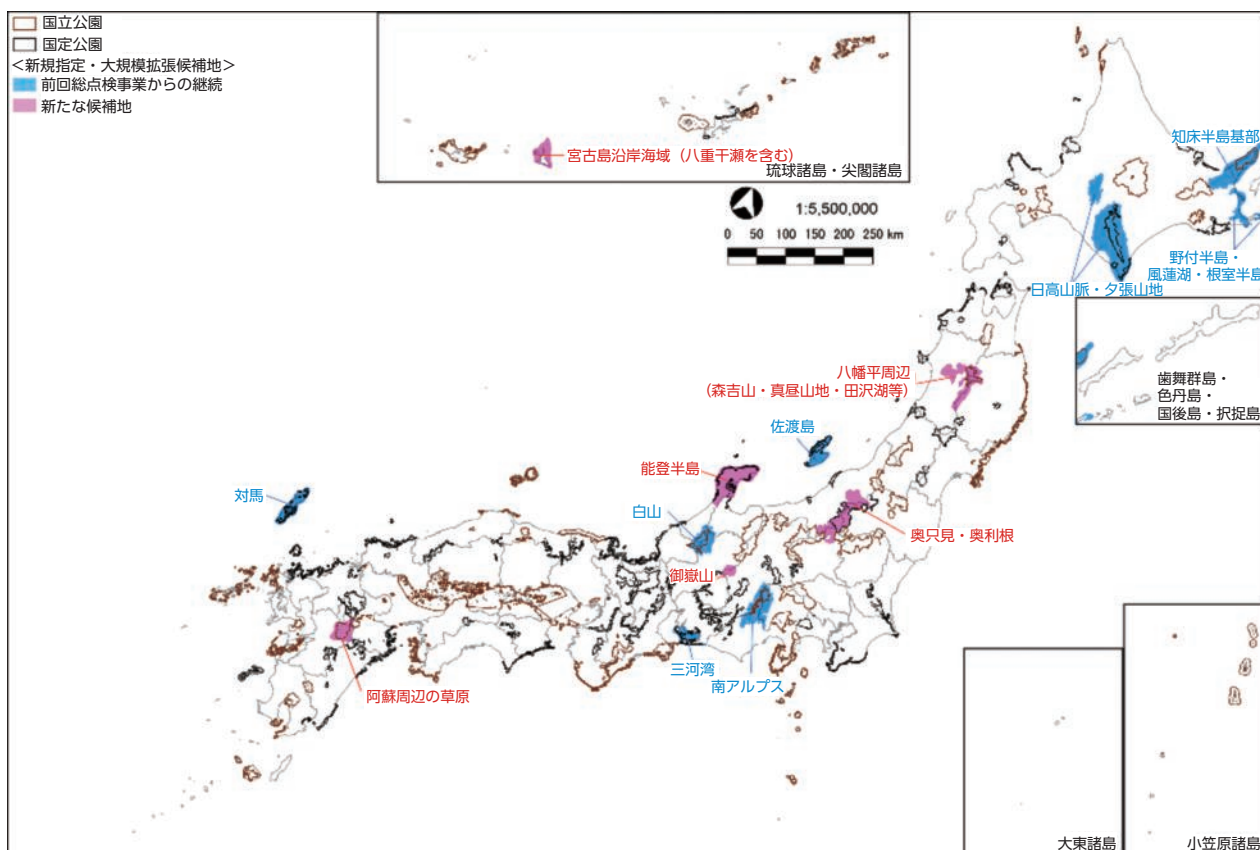 国立公園
国定公園
<新規指定・大規模拡張候補地>
前回総点検事業からの継続
新たな候補地
宮古島沿岸海域（八重干瀬を含む）
琉球諸島・尖閣諸島
1:5,500,000
0 50 100 150 200 250 km
知床半島基部
野付半島・
風蓮湖・根室半島
日高山脈・夕張山地
歯舞群島・
色丹島・
国後島・択捉島
八幡平周辺
（森吉山・真昼山地・田沢湖等）
佐渡島
能登半島
対馬
白山
奥只見・奥利根
御嶽山
三河湾
南アルプス
阿蘇周辺の草原
大東諸島
小笠原諸島